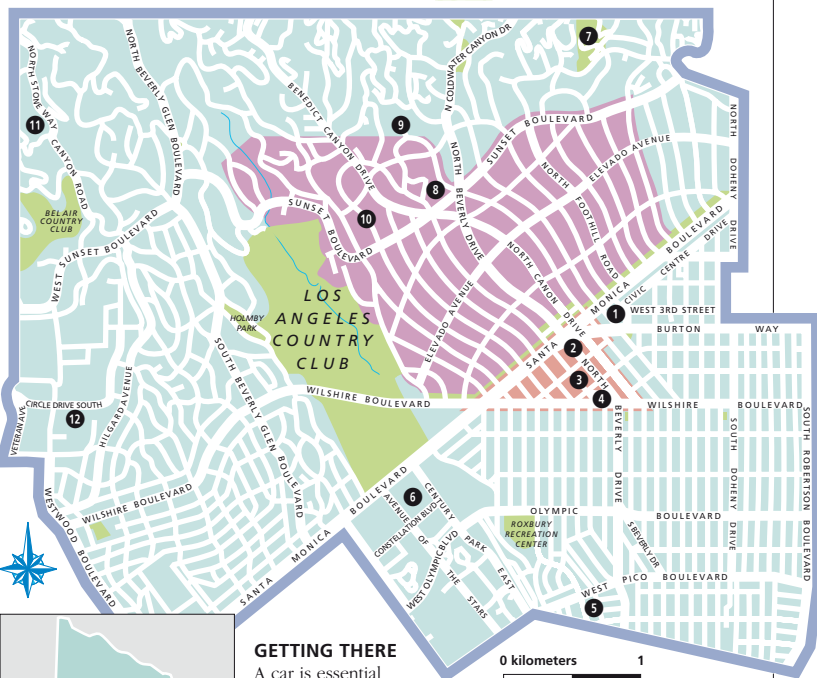 NORTH STONE
WAY
CANYON ROAD
NORTH BEVERLY GLEN BOULEVARD
BENEDICT CANYON DRIVE
N COLDWATER CANYON DR
7
11
9
SUNSET BOULEVARD
ELEVADO AVENUE
NORTH DOHENY DRIVE
NORTH BEVERLY DRIVE
NORTH FOOTHILL ROAD
8
10
BELAIR
COUNTRY
CLUB
WEST SUNSET BOULEVARD
SUNSET BOULEVARD
NORTH CANON DRIVE
SANTA MONICA BOULEVARD
CIVIC CENTRE DRIVE
ELEVADO AVENUE
LOS
ANGELES
COUNTRY
CLUB
HOLMBY
PARK
1
WEST 3RD STREET
BURTON WAY
2
3
4
NORTH BEVERLY DRIVE
WILSHIRE BOULEVARD
WILSHIRE BOULEVARD
SOUTH BEVERLY GLEN BOULEVARD
CIRCLE DRIVE SOUTH
12
VETERAN AVE
HILGARD AVENUE
WILSHIRE BOULEVARD
WESTWOOD BOULEVARD
SANTA MONICA BOULEVARD
6
CENTURY PARK EAST
AVENUE OF THE STARS
CONSTELLATION BLVD
WEST OLYMPIC BLVD
OLYMPIC BOULEVARD
ROXBURY
RECREATION
CENTER
S BEVERLY DR
SOUTH DOHENY DRIVE
SOUTH ROBERTSON BOULEVARD
WEST PICO BOULEVARD
5
GETTING THERE
A car is essential
0 kilometers 1